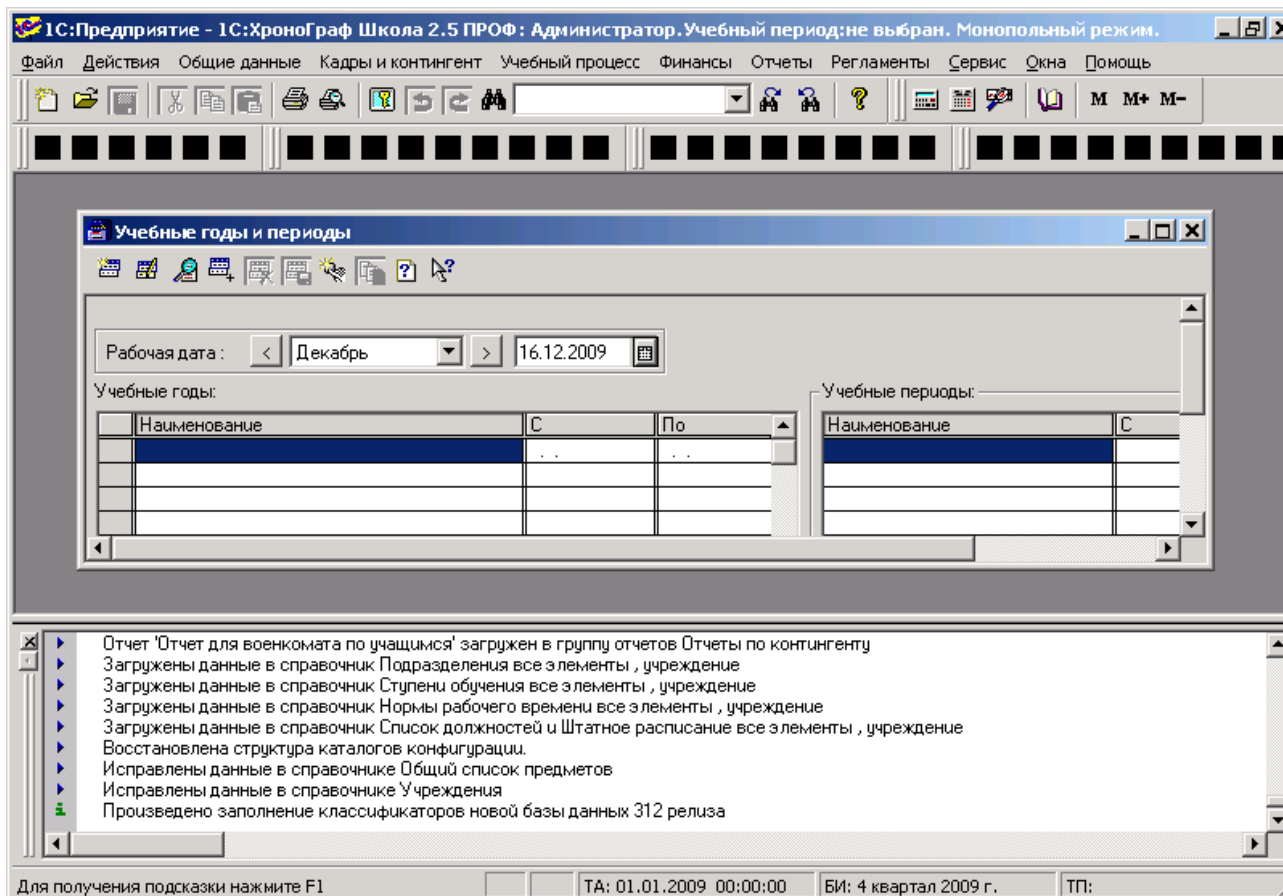 1С:Предприятие - 1С:ХроноГраф Школа 2.5 ПРОФ: Администратор.Учебный период:не выбран. Монопольный режим.
Файл Действия Общие данные Кадры и контингент Учебный процесс Финансы Отчеты Регламенты Сервис Окна Помощь
M M+ M-
Учебные годы и периоды
Рабочая дата : < Декабрь > 16.12.2009
Учебные годы: Учебные периоды:
Наименование С По Наименование С
. . . .
Отчет 'Отчет для военкомата по учащимся' загружен в группу отчетов Отчеты по контингенту
Загружены данные в справочник Подразделения все элементы , учреждение
Загружены данные в справочник Ступени обучения все элементы , учреждение
Загружены данные в справочник Нормы рабочего времени все элементы , учреждение
Загружены данные в справочник Список должностей и Штатное расписание все элементы , учреждение
Восстановлена структура каталогов конфигурации.
Исправлены данные в справочнике Общий список предметов
Исправлены данные в справочнике Учреждения
Произведено заполнение классификаторов новой базы данных 312 релиза
Для получения подсказки нажмите F1 ТА: 01.01.2009 00:00:00 БИ: 4 квартал 2009 г. ТП: